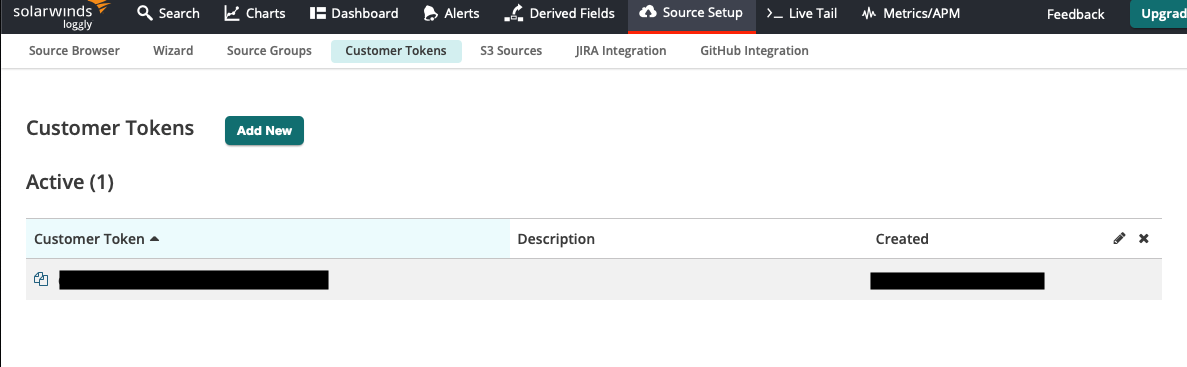 solarwinds
loggly
Search
Charts
Dashboard
Alerts
Derived Fields
Source Setup
Live Tail
Metrics/APM
Feedback
Upgrad
Source Browser
Wizard
Source Groups
Customer Tokens
S3 Sources
JIRA Integration
GitHub Integration
Customer Tokens
Add New
Active (1)
Customer Token
Description
Created